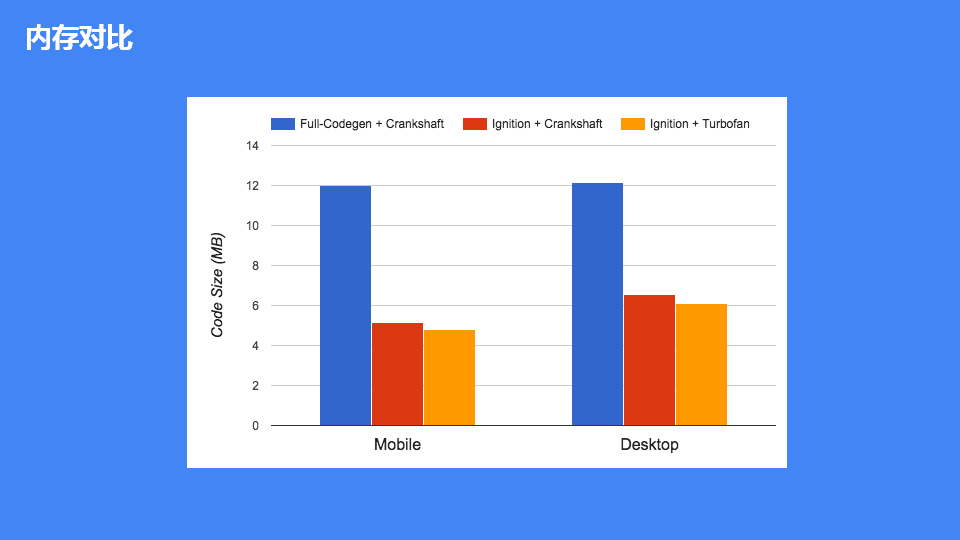 内存对比
Full-Codegen + Crankshaft Ignition + Crankshaft Ignition + Turbofan
14
12
10
8
6
4
2
0
Code Size (MB)
Mobile Desktop